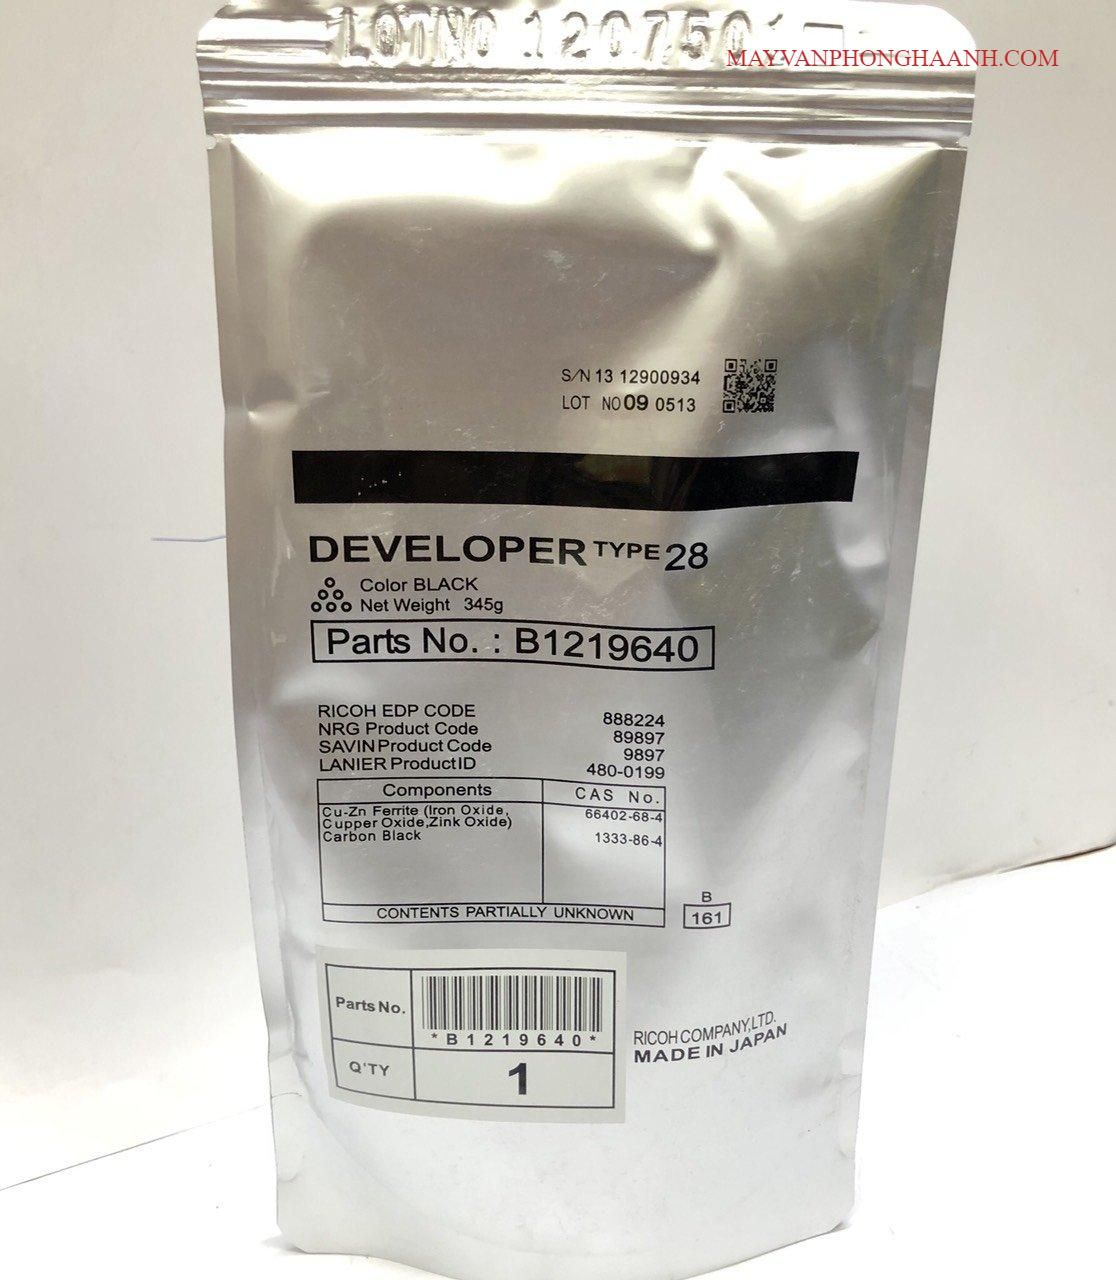 LOT NO 1207501
MAYVANPHONGHAANH.COM
S/N 13 12900934
LOT NO 09 0513
DEVELOPER TYPE 28
Color BLACK
Net Weight 345g
Parts No. : B1219640
RICOH EDP CODE 888224
NRG Product Code 89897
SAVIN Product Code 9897
LANIER Product ID 480-0199
Components CAS No.
Cu-Zn Ferrite (Iron Oxide, 66402-68-4
Cupper Oxide,Zink Oxide)
Carbon Black 1333-86-4
CONTENTS PARTIALLY UNKNOWN
B
161
Parts No.
*B1219640*
Q'TY 1
RICOH COMPANY,LTD.
MADE IN JAPAN